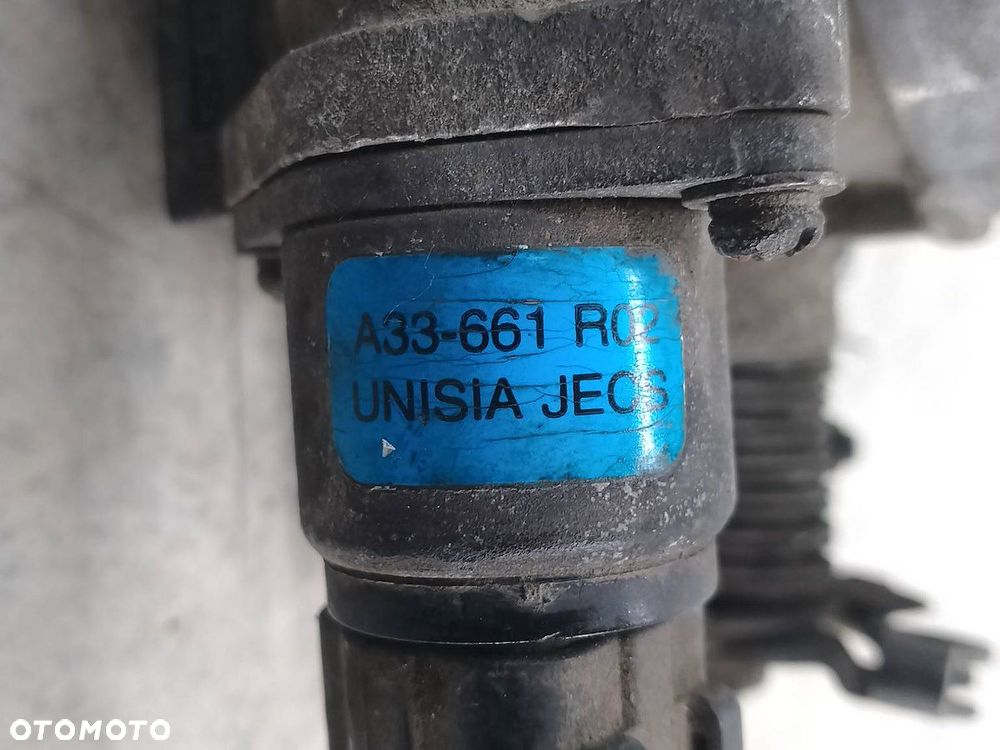 A33-661 R02
UNISIA JECS
OTOMOTO